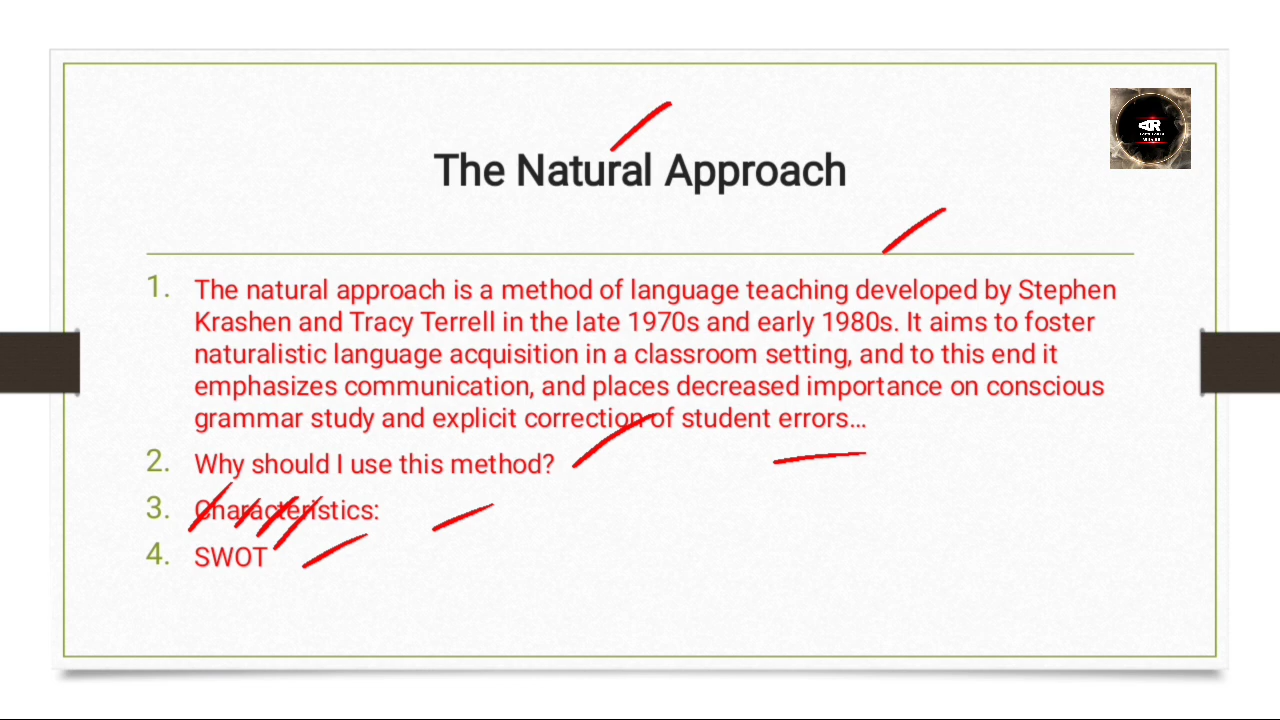 The Natural Approach
1. The natural approach is a method of language teaching developed by Stephen
Krashen and Tracy Terrell in the late 1970s and early 1980s. It aims to foster
naturalistic language acquisition in a classroom setting, and to this end it
emphasizes communication, and places decreased importance on conscious
grammar study and explicit correction of student errors...
2. Why should I use this method?
3. Characteristics:
4. SWOT